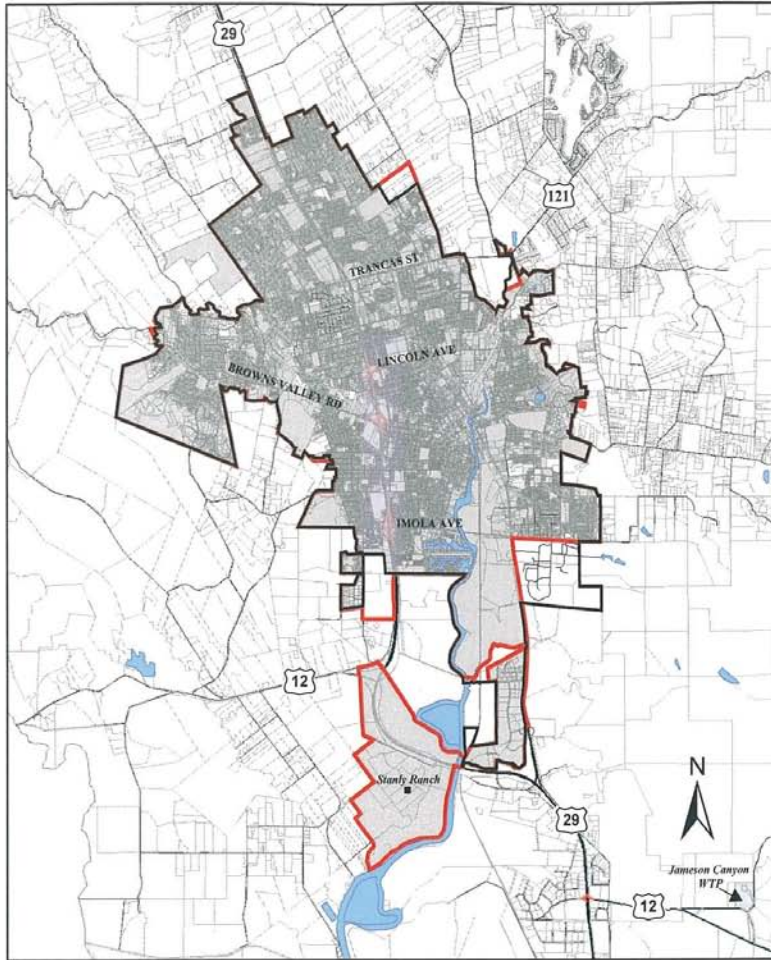 29
121
TRANCAS ST
LINCOLN AVE
BROWNS VALLEY RD
IMOLA AVE
12
Stanly Ranch
N
29
Jameson Canyon
WTP
12